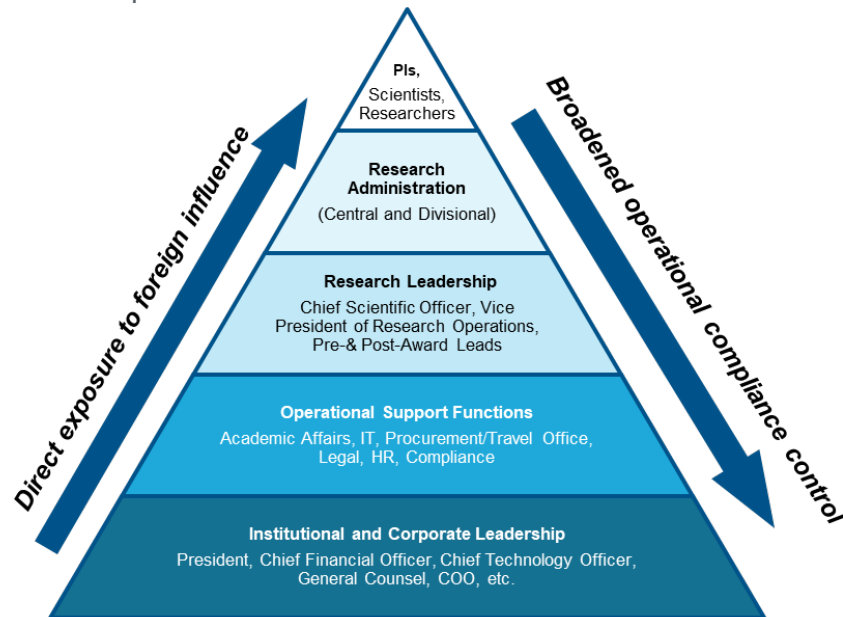 PIs,
Scientists,
Researchers
Research
Administration
(Central and Divisional)
Research Leadership
Chief Scientific Officer, Vice
President of Research Operations,
Pre-& Post-Award Leads
Operational Support Functions
Academic Affairs, IT, Procurement/Travel Office,
Legal, HR, Compliance
Institutional and Corporate Leadership
President, Chief Financial Officer, Chief Technology Officer,
General Counsel, COO, etc.
Direct exposure to foreign influence
Broadened operational compliance control